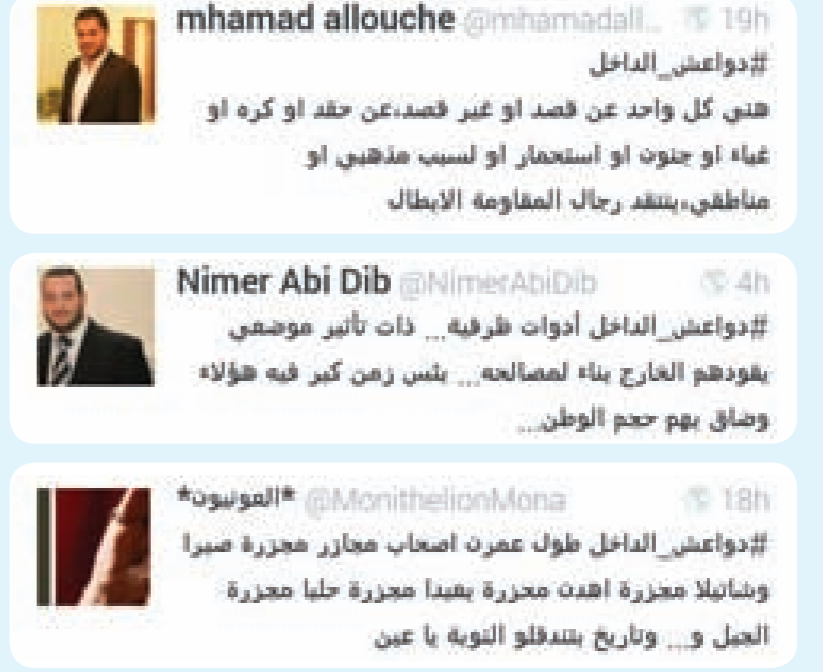 mhamad allouche @mhamadall... 19h
#دواعش_الداخل
هني كل واحد عن قصد او غير قصد،عن حقد او كره او
غباء او جنون او استحمار او لسبب مذهبي او
مناطقي،ينتقد رجال المقاومة الابطال
Nimer Abi Dib @NimerAbiDib 4h
#دواعش_الداخل أدوات ظرفية... ذات تأثير موضعي
يقودهم الخارج بناء لمصالحه... بئس زمن كبر فيه هؤلاء
وضاق بهم حجم الوطن...
*المونيون* @MonithelionMona 18h
#دواعش_الداخل طول عمرن اصحاب مجازر مجزرة صبرا
وشاتيلا مجزرة اهدن مجزرة بعبدا مجزرة حلبا مجزرة
الجبل و... وتاريخ بتندقلو النوبة يا عين